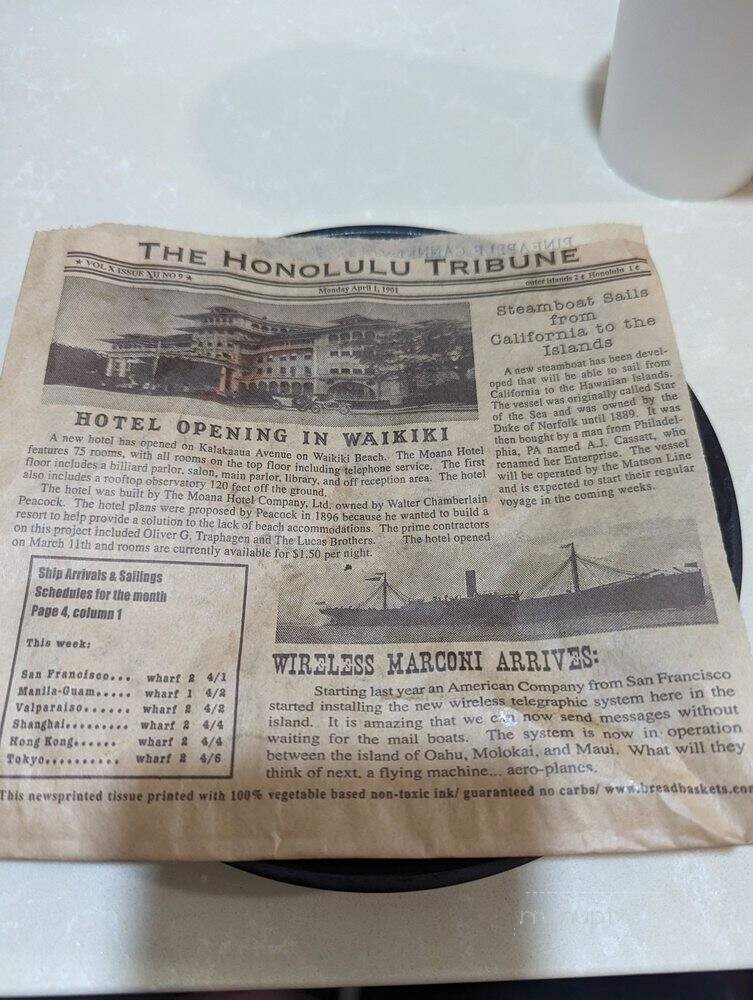 THE HONOLULU TRIBUNE
★ VOL X ISSUE XU NO 9 ★
Monday April 1, 1901
outer islands 2¢ Honolulu 1¢
HOTEL OPENING IN WAIKIKI
A new hotel has opened on Kalakaaua Avenue on Waikiki Beach. The Moana Hotel
features 75 rooms, with all rooms on the top floor including telephone service. The first
floor includes a billiard parlor, salon, main parlor, library, and off reception area. The hotel
also includes a rooftop observatory 120 feet off the ground.
The hotel was built by The Moana Hotel Company, Ltd, owned by Walter Chamberlain
Peacock. The hotel plans were proposed by Peacock in 1896 because he wanted to build a
resort to help provide a solution to the lack of beach accommodations. The prime contractors
on this project included Oliver G, Traphagen and The Lucas Brothers. The hotel opened
on March 11th and rooms are currently available for $1.50 per night.
Steamboat Sails
from
California to the
Islands
A new steamboat has been devel-
oped that will be able to sail from
California to the Hawaiian Islands.
The vessel was originally called Star
of the Sea and was owned by the
Duke of Norfolk until 1889. It was
then bought by a man from Philadel-
phia, PA named A.J. Cassatt, who
renamed her Enterprise. The vessel
will be operated by the Matson Line
and is expected to start their regular
voyage in the coming weeks.
Ship Arrivals & Sailings
Schedules for the month
Page 4, column 1
This week:
San Francisco... wharf 2 4/1
Manila-Guam..... wharf 1 4/2
Valparaiso...... wharf 2 4/2
Shanghai......... wharf 2 4/4
Hong Kong...... wharf 2 4/4
Tokyo.......... wharf 2 4/6
WIRELESS MARCONI ARRIVES:
Starting last year an American Company from San Francisco
started installing the new wireless telegraphic system here in the
island. It is amazing that we can now send messages without
waiting for the mail boats. The system is now in operation
between the island of Oahu, Molokai, and Maui. What will they
think of next, a flying machine... aero-planes.
This newsprinted tissue printed with 100% vegetable based non-toxic ink/ guaranteed no carbs/ www.breadbaskets.com